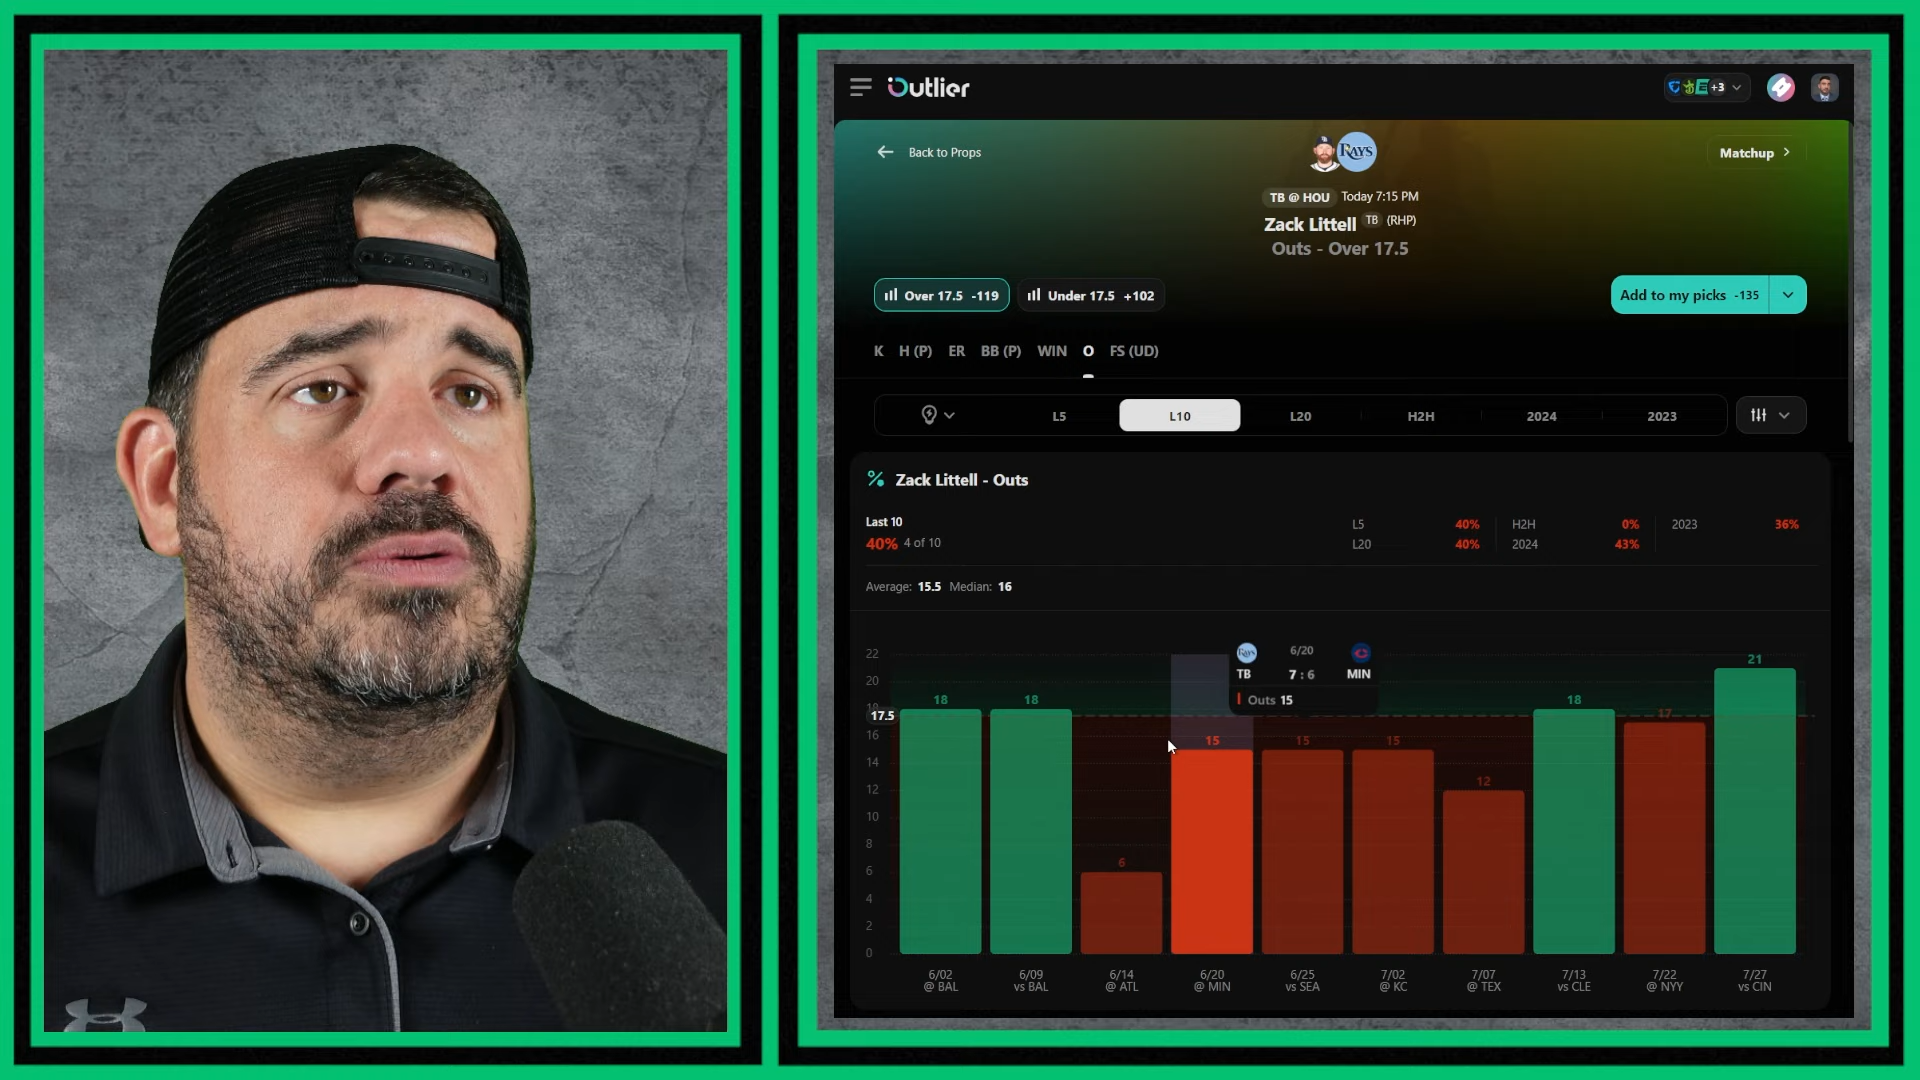 Outlier
+3
Back to Props
RAYS
Matchup
TB @ HOU Today 7:15 PM
Zack Littell TB (RHP)
Outs - Over 17.5
Over 17.5 -119
Under 17.5 +102
Add to my picks -135
K H (P) ER BB (P) WIN O FS (UD)
L5 L10 L20 H2H 2024 2023
Zack Littell - Outs
Last 10
40% 4 of 10
L5 40% H2H 0% 2023 36%
L20 40% 2024 43%
Average: 15.5 Median: 16
Rays 6/20
TB 7 : 6 MIN
Outs 15
22
20
18
17.5
16
14
12
10
8
6
4
2
0
18 18 6 15 15 15 12 18 17 21
6/02 6/09 6/14 6/20 6/25 7/02 7/07 7/13 7/22 7/27
@ BAL vs BAL @ ATL @ MIN vs SEA @ KC @ TEX vs CLE @ NYY vs CIN